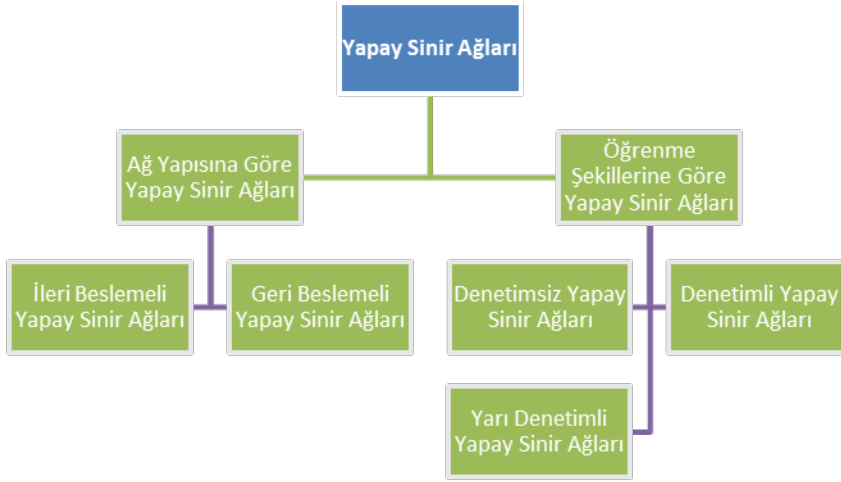 Yapay Sinir Ağları
Ağ Yapısına Göre
Yapay Sinir Ağları
Öğrenme
Şekillerine Göre
Yapay Sinir Ağları
İleri Beslemeli
Yapay Sinir Ağları
Geri Beslemeli
Yapay Sinir Ağları
Denetimsiz Yapay
Sinir Ağları
Denetimli Yapay
Sinir Ağları
Yarı Denetimli
Yapay Sinir Ağları